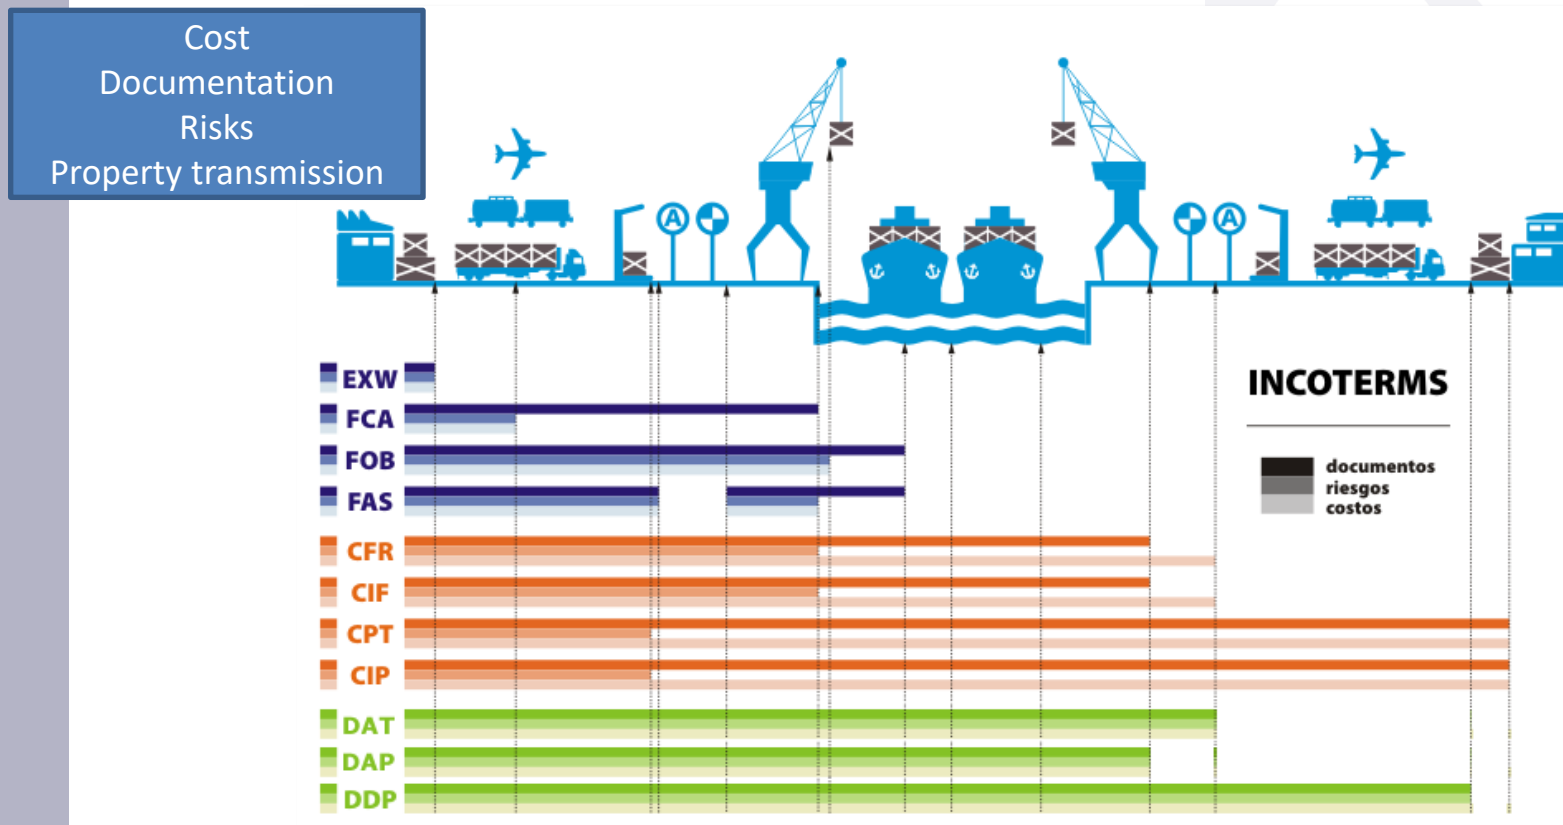 Cost
Documentation
Risks
Property transmission
A
A
EXW
FCA
FOB
FAS
CFR
CIF
CPT
CIP
DAT
DAP
DDP
INCOTERMS
documentos
riesgos
costos